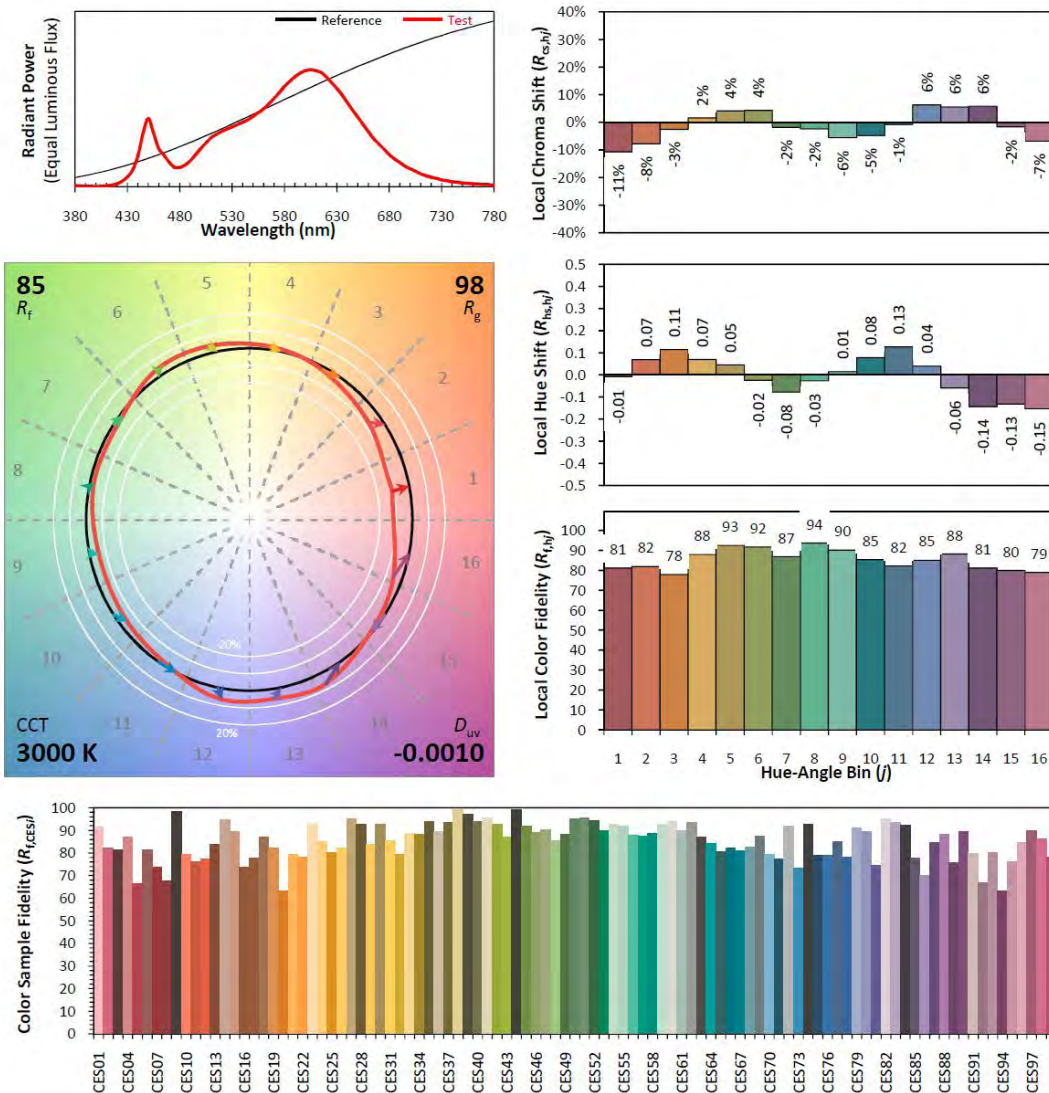 Reference
Test
Radiant Power
(Equal Luminous Flux)
380 430 480 530 580 630 680 730 780
Wavelength (nm)
Local Chroma Shift (Rcs,hj)
40%
30%
20%
10%
0%
-10%
-20%
-30%
-40%
-11%
-8%
-3%
2%
4%
4%
-2%
-2%
-6%
-5%
-1%
6%
6%
6%
-2%
-7%
85
Rf
98
Rg
1
2
3
4
5
6
7
8
9
10
11
12
13
14
15
16
-20%
20%
CCT
3000 K
Duv
-0.0010
Local Hue Shift (Rhs,hj)
0.5
0.4
0.3
0.2
0.1
0.0
-0.1
-0.2
-0.3
-0.4
-0.5
-0.01
0.07
0.11
0.07
0.05
-0.02
-0.08
-0.03
0.01
0.08
0.13
0.04
-0.06
-0.14
-0.13
-0.15
Local Color Fidelity (Rf,hj)
100
90
80
70
60
50
40
30
20
10
0
81 82 78 88 93 92 87 94 90 85 82 85 88 81 80 79
1 2 3 4 5 6 7 8 9 10 11 12 13 14 15 16
Hue-Angle Bin (j)
Color Sample Fidelity (Rf,CESi)
100
90
80
70
60
50
40
30
20
10
0
CES01
CES04
CES07
CES10
CES13
CES16
CES19
CES22
CES25
CES28
CES31
CES34
CES37
CES40
CES43
CES46
CES49
CES52
CES55
CES58
CES61
CES64
CES67
CES70
CES73
CES76
CES79
CES82
CES85
CES88
CES91
CES94
CES97